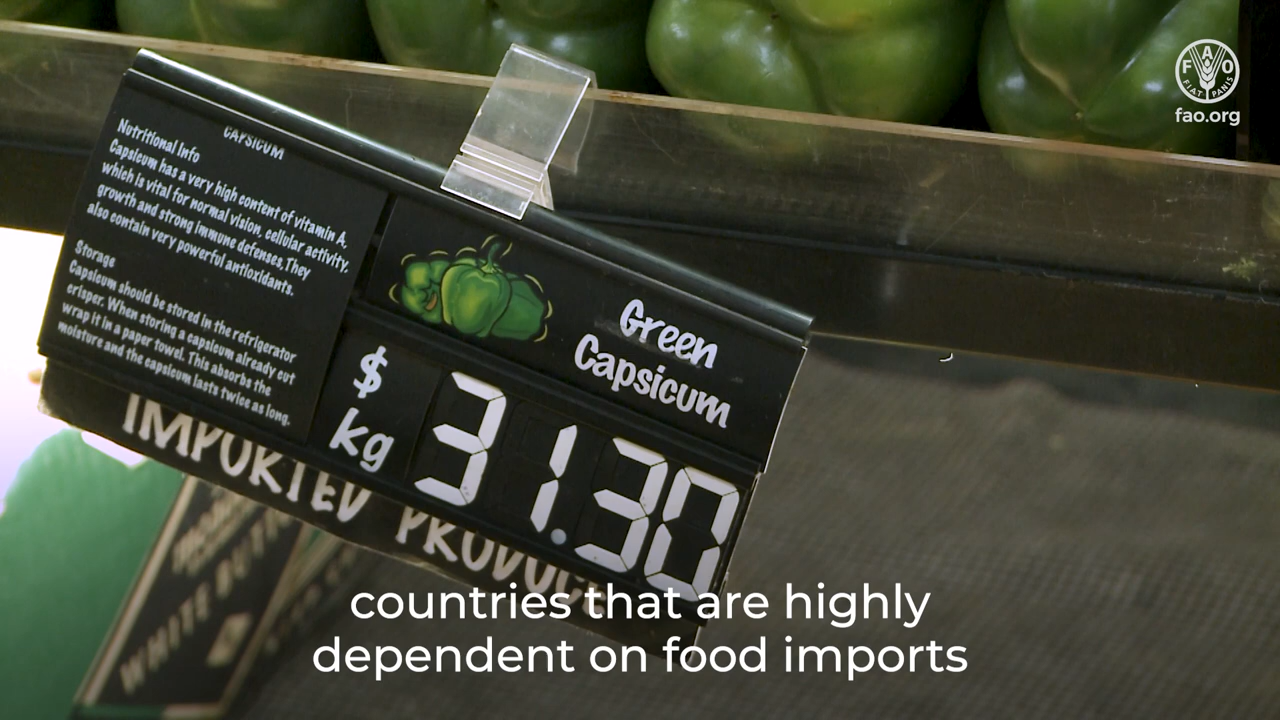 FAO
FIAT PANIS
fao.org
CAPSICUM
Nutritional Info
Capsicum has a very high content of vitamin A,
which is vital for normal vision, cellular activity,
growth and strong immune defenses,They
also contain very powerful antioxidants.
Storage
Capsicum should be stored in the refrigerator
crisper. When storing a capsicum already cut
wrap it in a paper towel. This absorbs the
moisture and the capsicum lasts twice as long.
Green
Capsicum
$
kg
31.30
IMPORTED PRODUCE
WHITE
countries that are highly
dependent on food imports